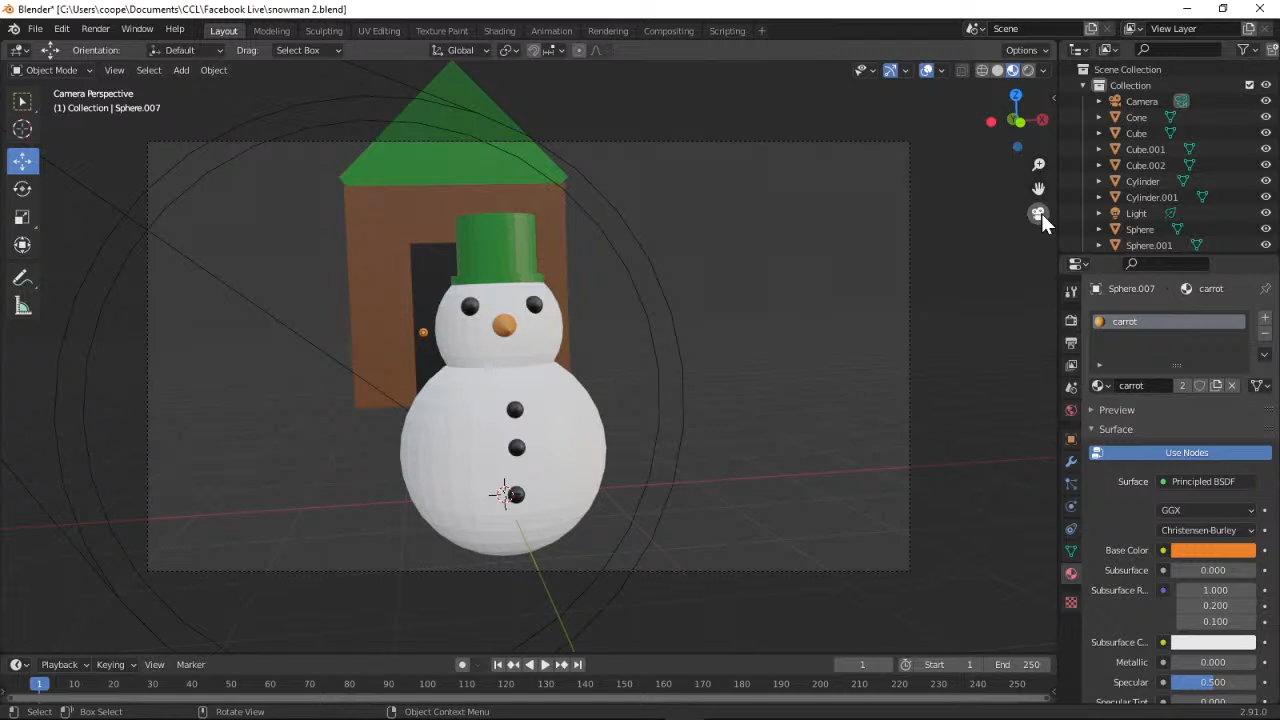 Blender* [C:\Users\coope\Documents\CCL\Facebook Live\snowman 2.blend]
File Edit Render Window Help Layout Modeling Sculpting UV Editing Texture Paint Shading Animation Rendering Compositing Scripting + Scene View Layer
Orientation: Default Drag: Select Box Global Options
Object Mode View Select Add Object
Camera Perspective
(1) Collection | Sphere.007
Z
Y
X
Scene Collection
Collection
Camera
Cone
Cube
Cube.001
Cube.002
Cylinder
Cylinder.001
Light
Sphere
Sphere.001
Sphere.007 carrot
carrot
carrot 2
Preview
Surface
Use Nodes
Surface: Principled BSDF
GGX
Christensen-Burley
Base Color
Subsurface 0.000
Subsurface R... 1.000
0.200
0.100
Subsurface C...
Metallic 0.000
Specular 0.500
Specular Tint
Playback Keying View Marker 1 Start 1 End 250
1 10 20 30 40 50 60 70 80 90 100 110 120 130 140 150 160 170 180 190 200 210 220 230 240 250
Select Box Select Rotate View Object Context Menu 2.91.0